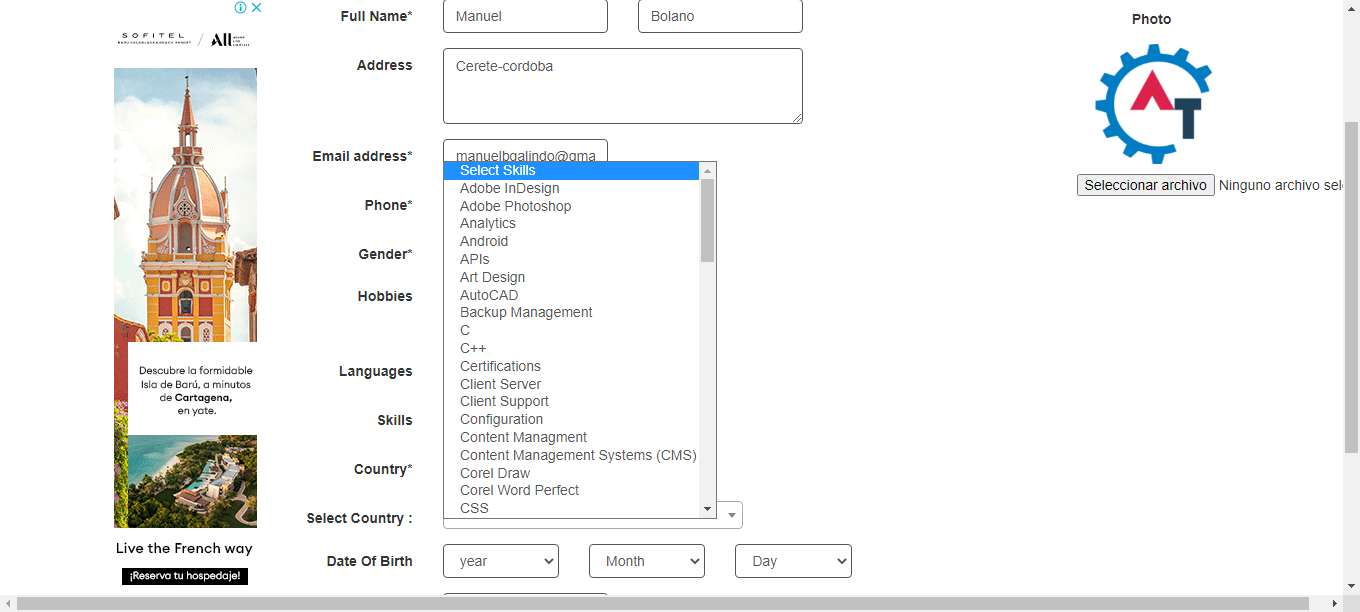 SOFITEL
Descubre la formidable
Isla de Barú, a minutos
de Cartagena,
en yate.
Live the French way
¡Reserva tu hospedaje!
Full Name* Manuel Bolano
Address Cerete-cordoba
Email address* manuelbgalindo@gma
Phone*
Gender*
Hobbies
Languages
Skills
Country*
Select Country :
Date Of Birth year Month Day
Select Skills
Adobe InDesign
Adobe Photoshop
Analytics
Android
APIs
Art Design
AutoCAD
Backup Management
C
C++
Certifications
Client Server
Client Support
Configuration
Content Managment
Content Management Systems (CMS)
Corel Draw
Corel Word Perfect
CSS
Photo
AT
Seleccionar archivo Ninguno archivo sel